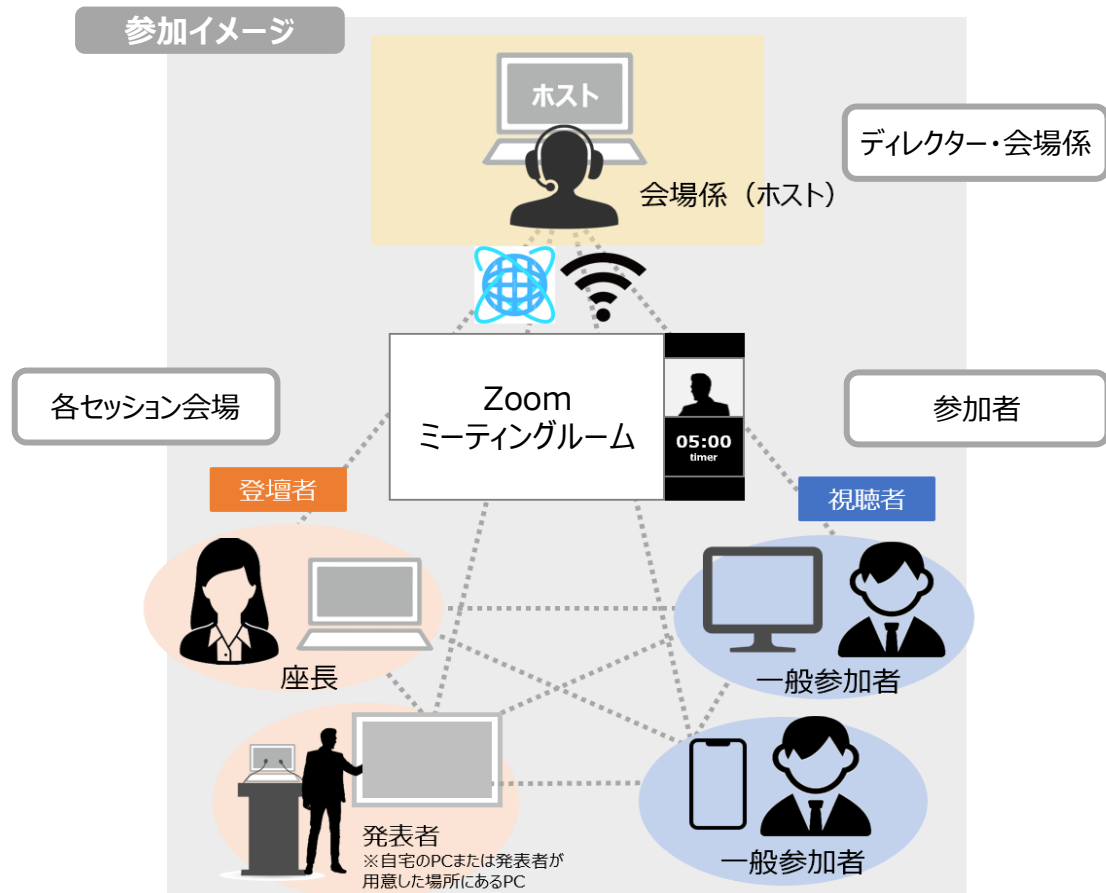 参加イメージ
ホスト
ディレクター・会場係
会場係（ホスト）
各セッション会場
Zoom
ミーティングルーム
05:00
timer
参加者
登壇者
視聴者
座長
一般参加者
発表者
※自宅のPCまたは発表者が
用意した場所にあるPC
一般参加者